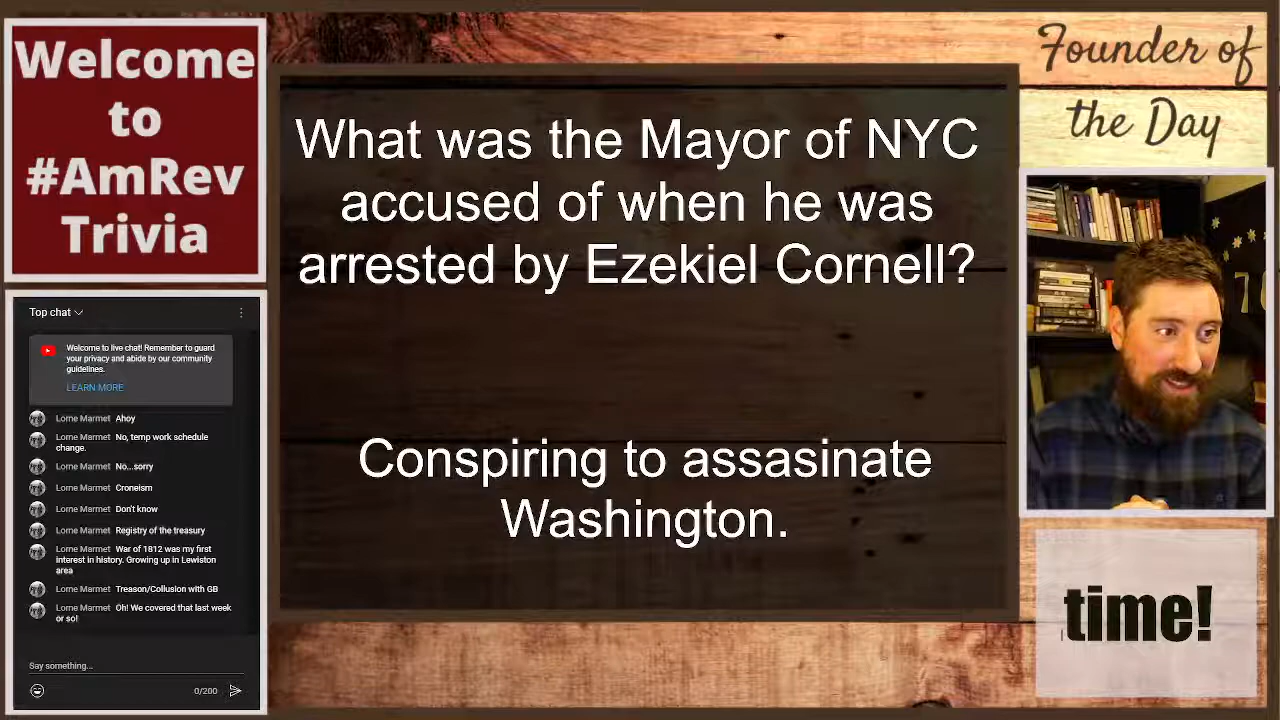 Welcome
to
#AmRev
Trivia
What was the Mayor of NYC
accused of when he was
arrested by Ezekiel Cornell?
Conspiring to assasinate
Washington.
Founder of
the Day
time!
Top chat
Welcome to live chat! Remember to guard
your privacy and abide by our community
guidelines.
LEARN MORE
Lorne Marmet Ahoy
Lorne Marmet No, temp work schedule
change.
Lorne Marmet No...sorry
Lorne Marmet Croneism
Lorne Marmet Don't know
Lorne Marmet Registry of the treasury
Lorne Marmet War of 1812 was my first
interest in history. Growing up in Lewiston
area
Lorne Marmet Treason/Collusion with GB
Lorne Marmet Oh! We covered that last week
or so!
Say something...
0/200